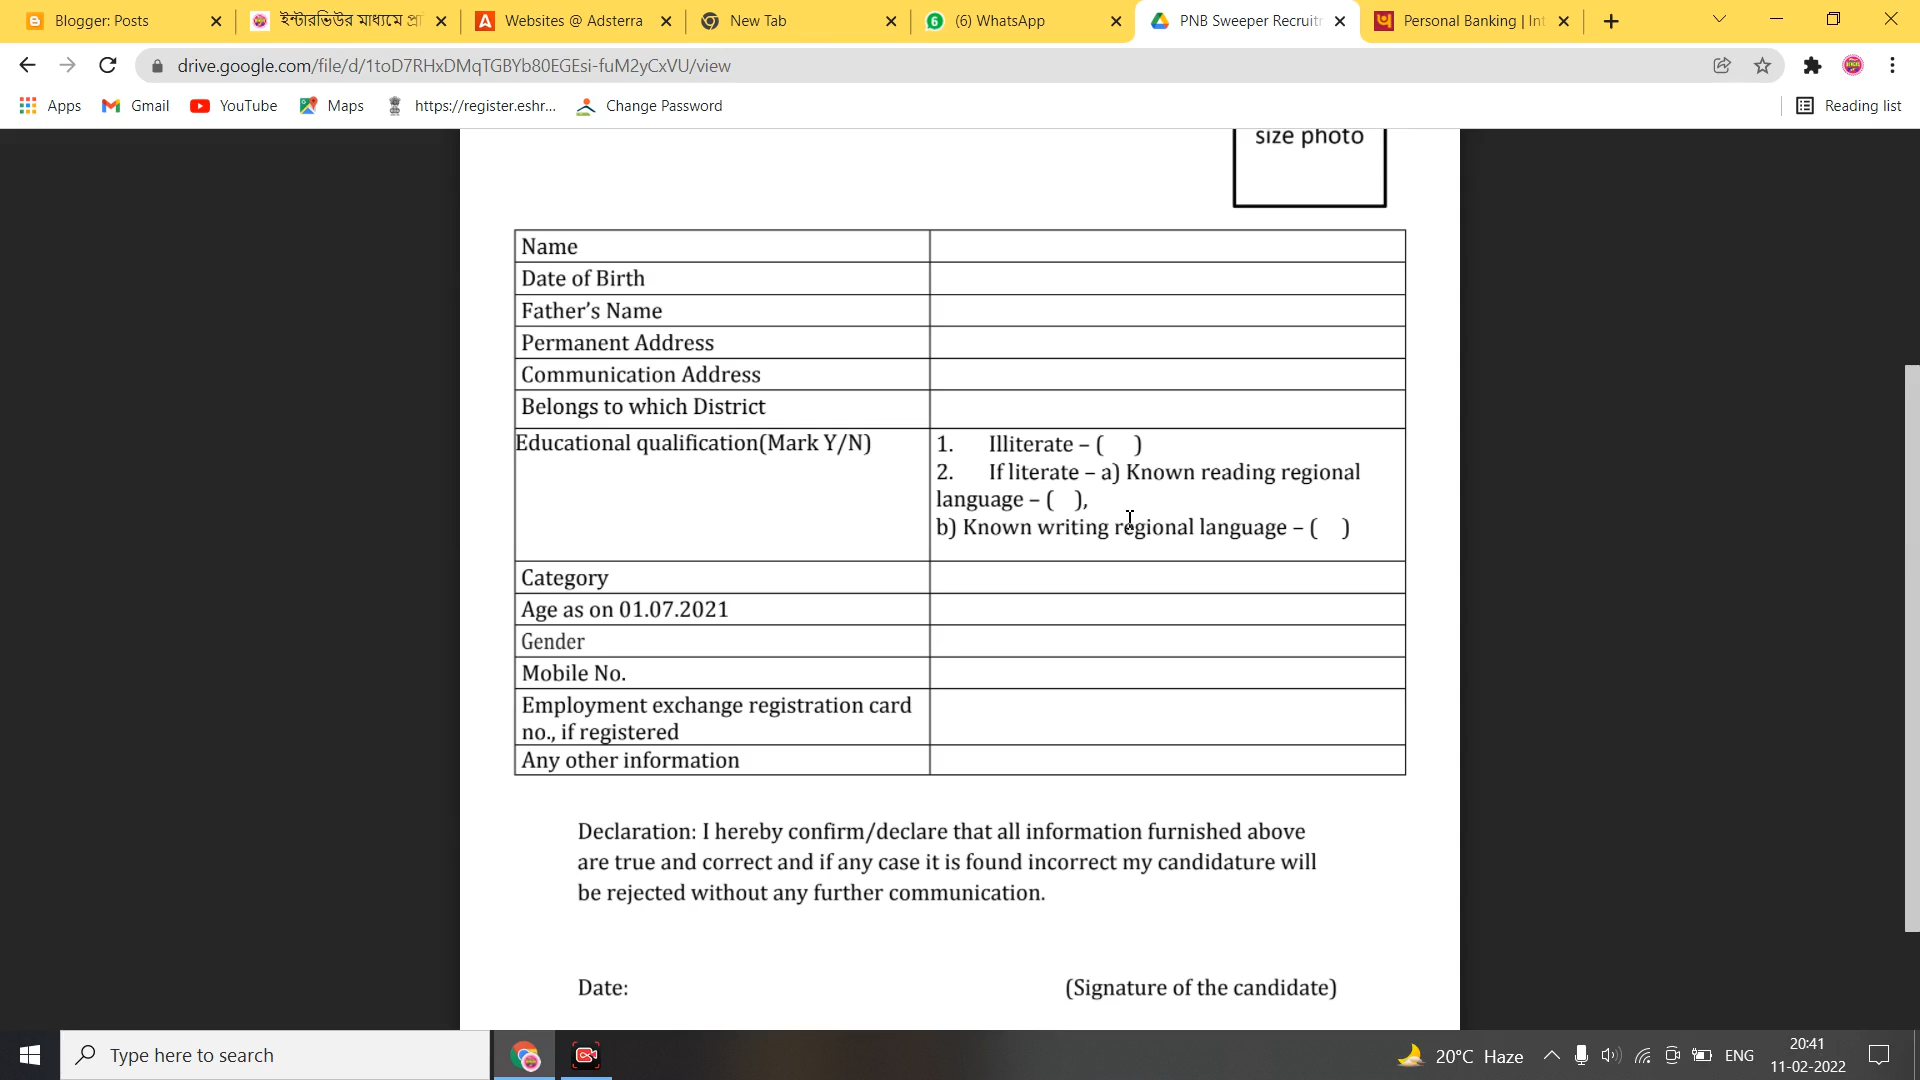 Blogger: Posts
ইন্টারভিউর মাধ্যমে প্রা
Websites @ Adsterra
New Tab
(6) WhatsApp
PNB Sweeper Recruitm
Personal Banking | Int
drive.google.com/file/d/1toD7RHxDMqTGBYb80EGEsi-fuM2yCxVU/view
Apps
Gmail
YouTube
Maps
https://register.eshr...
Change Password
Reading list
size photo
Name
Date of Birth
Father's Name
Permanent Address
Communication Address
Belongs to which District
Educational qualification(Mark Y/N)
1. Illiterate – ( )
2. If literate – a) Known reading regional
language – ( ),
b) Known writing regional language – ( )
Category
Age as on 01.07.2021
Gender
Mobile No.
Employment exchange registration card
no., if registered
Any other information
Declaration: I hereby confirm/declare that all information furnished above
are true and correct and if any case it is found incorrect my candidature will
be rejected without any further communication.
Date:
(Signature of the candidate)
Type here to search
20°C Haze
ENG
20:41
11-02-2022